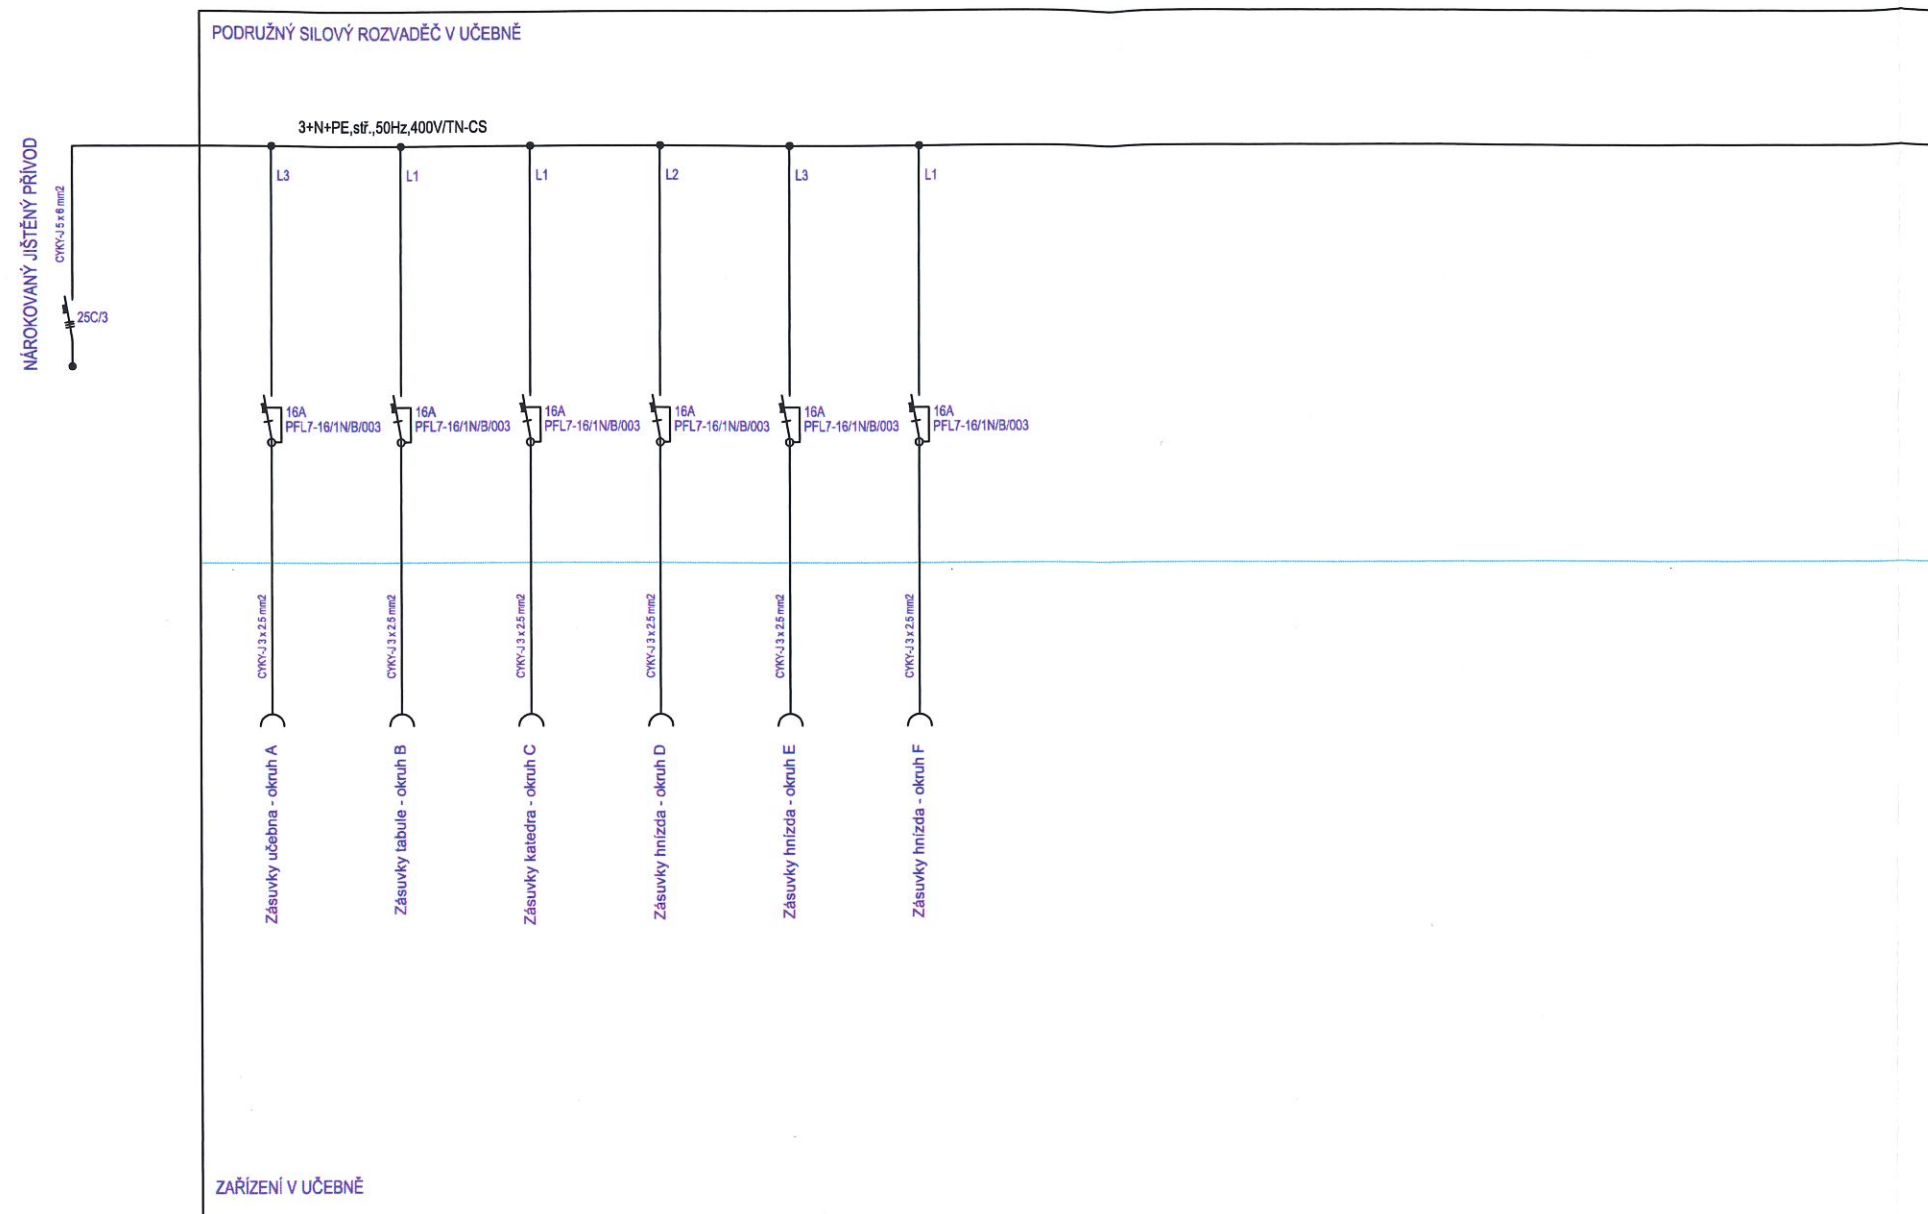 PODRUŽNÝ SILOVÝ ROZVADĚČ V UČEBNĚ
3+N+PE,stř.,50Hz,400V/TN-CS
NÁROKOVANÝ JIŠTĚNÝ PŘÍVOD
CYKY-J 5 x 6 mm2
25C/3
L3
L1
L1
L2
L3
L1
16A
PFL7-16/1N/B/003
16A
PFL7-16/1N/B/003
16A
PFL7-16/1N/B/003
16A
PFL7-16/1N/B/003
16A
PFL7-16/1N/B/003
16A
PFL7-16/1N/B/003
CYKY-J 3 x 2.5 mm2
CYKY-J 3 x 2.5 mm2
CYKY-J 3 x 2.5 mm2
CYKY-J 3 x 2.5 mm2
CYKY-J 3 x 2.5 mm2
CYKY-J 3 x 2.5 mm2
Zásuvky učebna - okruh A
Zásuvky tabule - okruh B
Zásuvky katedra - okruh C
Zásuvky hnízda - okruh D
Zásuvky hnízda - okruh E
Zásuvky hnízda - okruh F
ZAŘÍZENÍ V UČEBNĚ